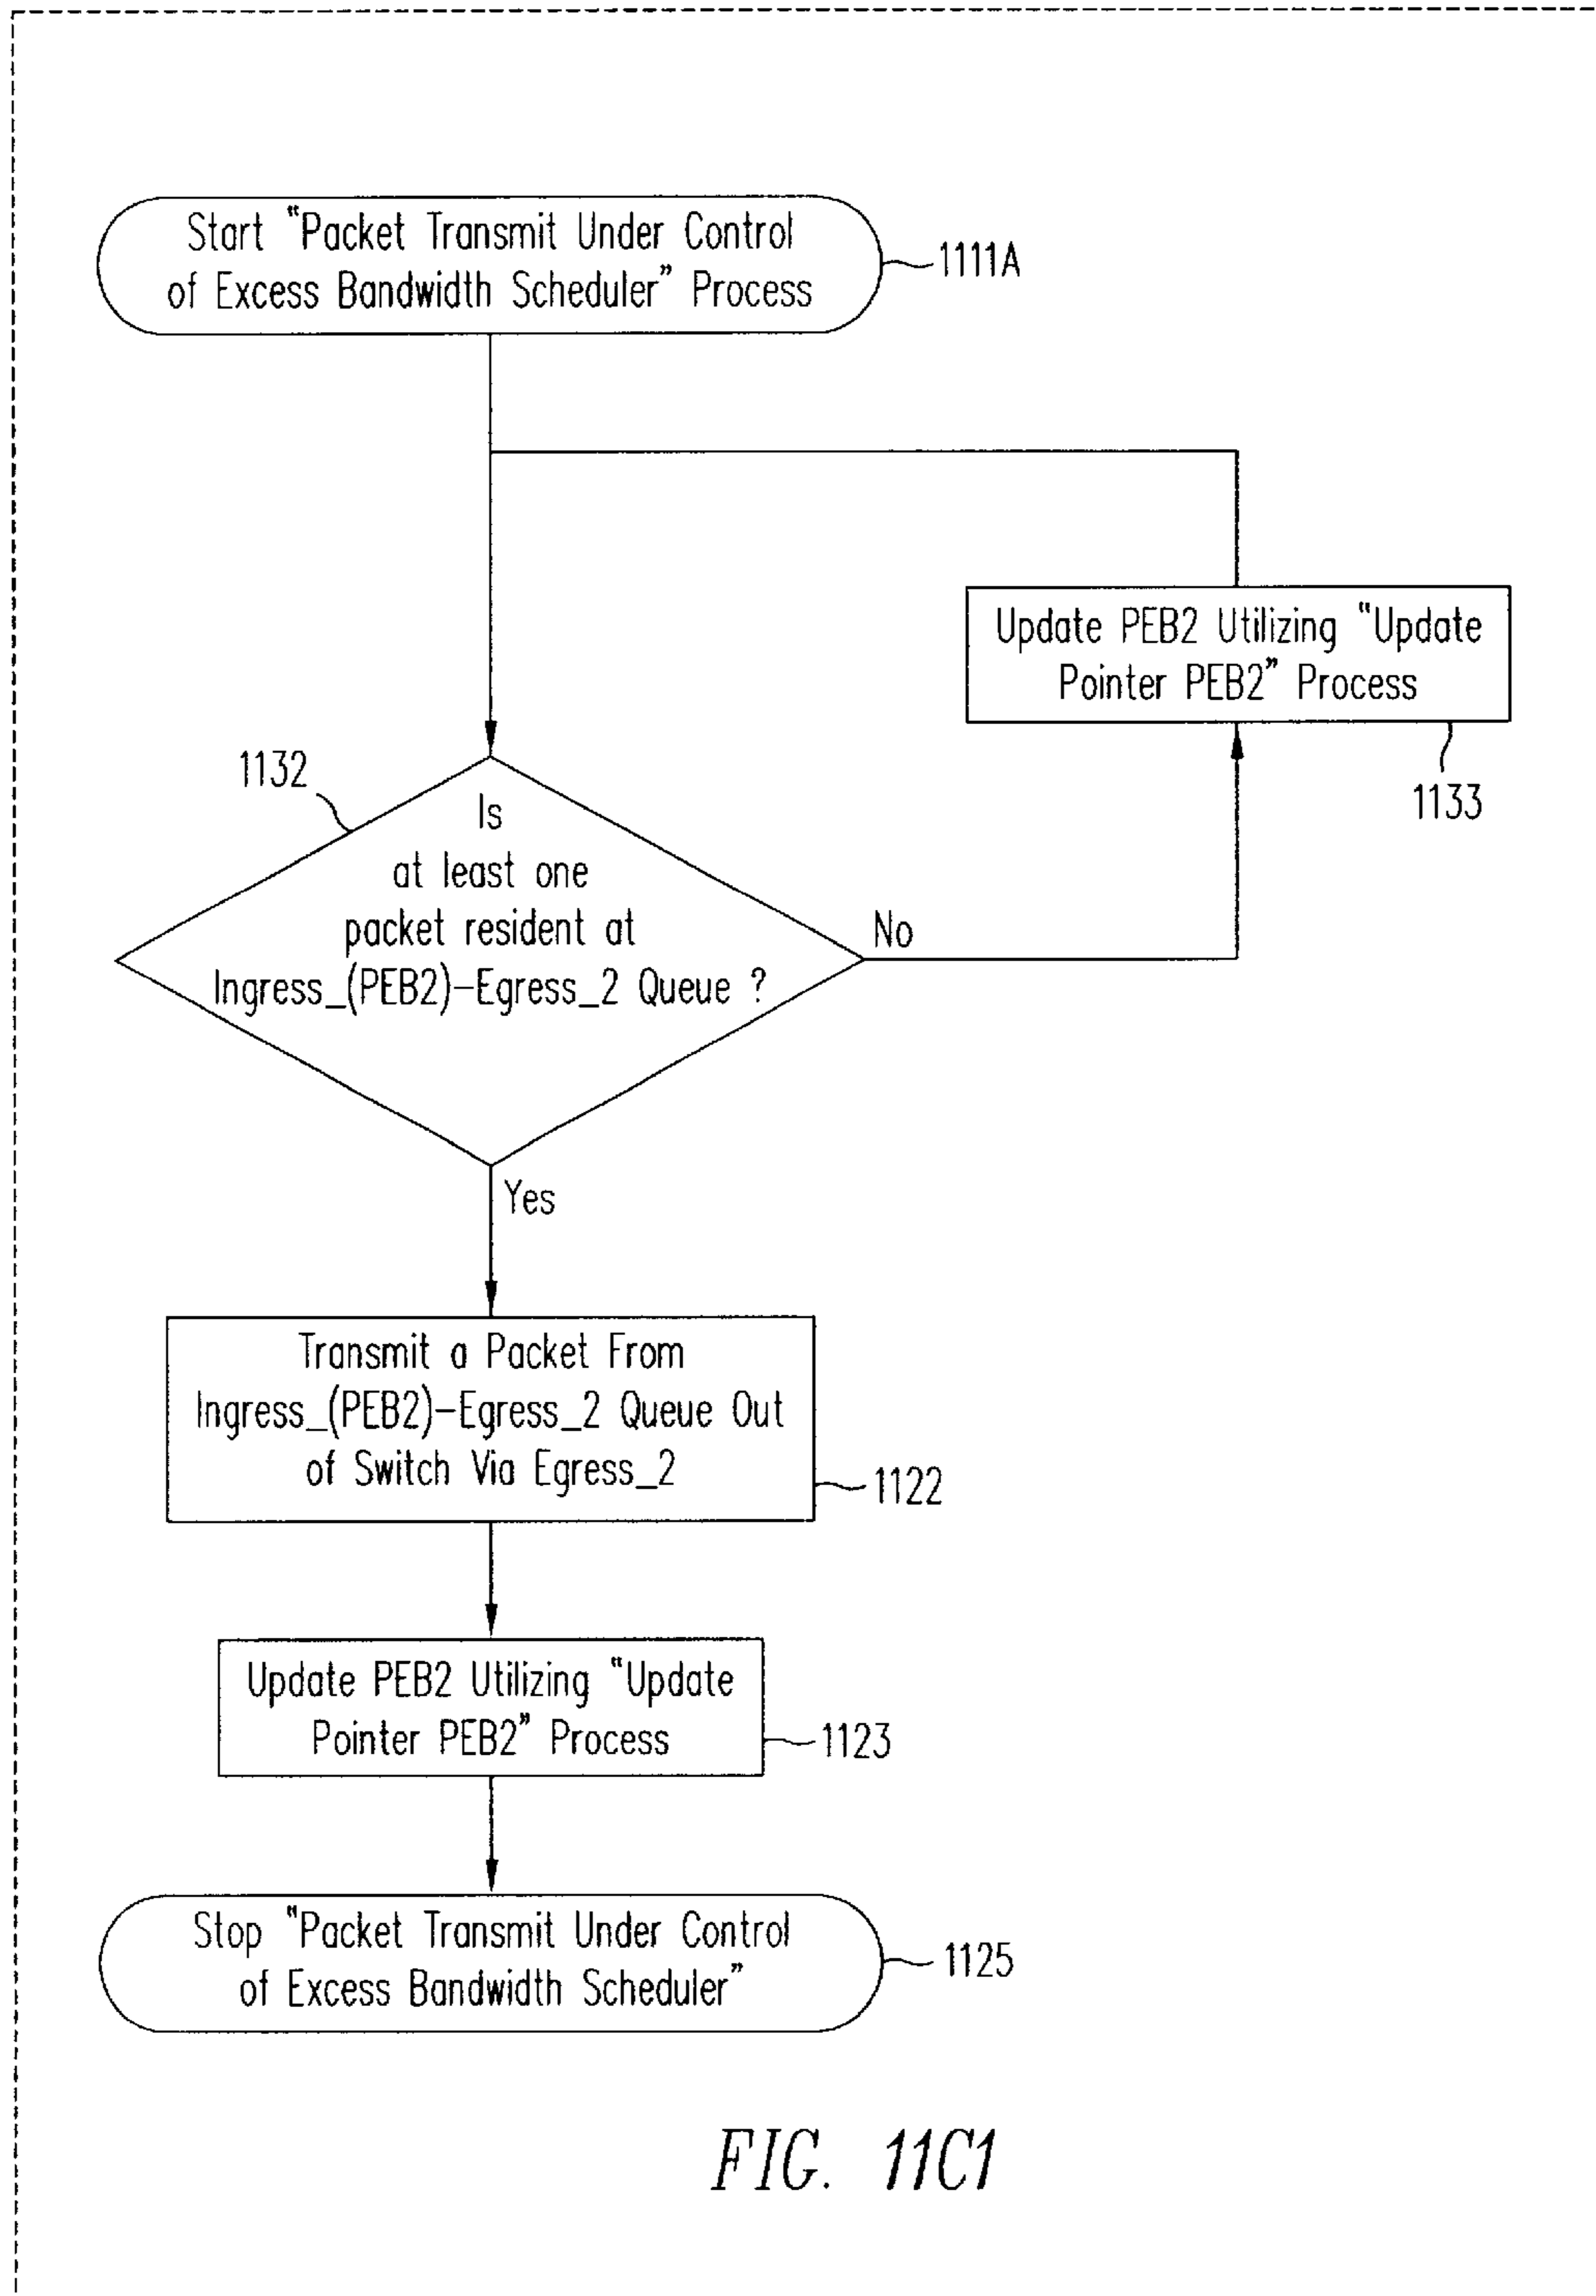 Start "Packet Transmit Under Control
of Excess Bandwidth Scheduler" Process
1111A
Update PEB2 Utilizing "Update
Pointer PEB2" Process
1133
1132
Is
at least one
packet resident at
Ingress_(PEB2)-Egress_2 Queue ?
No
Yes
Transmit a Packet From
Ingress_(PEB2)-Egress_2 Queue Out
of Switch Via Egress_2
1122
Update PEB2 Utilizing "Update
Pointer PEB2" Process
1123
Stop "Packet Transmit Under Control
of Excess Bandwidth Scheduler"
1125
FIG. 11C1